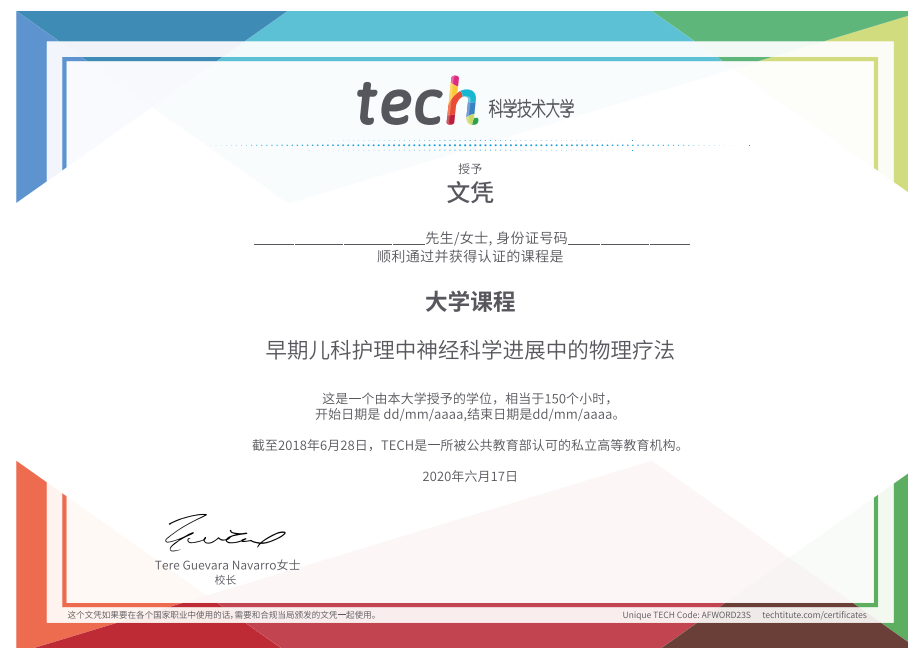 tech 科学技术大学
授予
文凭
先生/女士, 身份证号码
顺利通过并获得认证的课程是
大学课程
早期儿科护理中神经科学进展中的物理疗法
这是一个由本大学授予的学位，相当于150个小时，
开始日期是 dd/mm/aaaa,结束日期是dd/mm/aaaa。
截至2018年6月28日，TECH是一所被公共教育部认可的私立高等教育机构。
2020年六月17日
Tere Guevara Navarro女士
校长
这个文凭如果要在各个国家职业中使用的话,需要和合规当局颁发的文凭一起使用。
Unique TECH Code: AFWORD23S techtitute.com/certificates